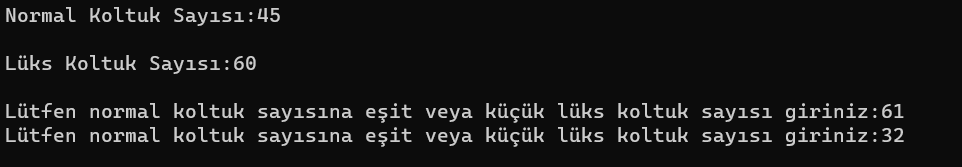 Normal Koltuk Sayısı:45
Lüks Koltuk Sayısı:60
Lütfen normal koltuk sayısına eşit veya küçük lüks koltuk sayısı giriniz:61
Lütfen normal koltuk sayısına eşit veya küçük lüks koltuk sayısı giriniz:32